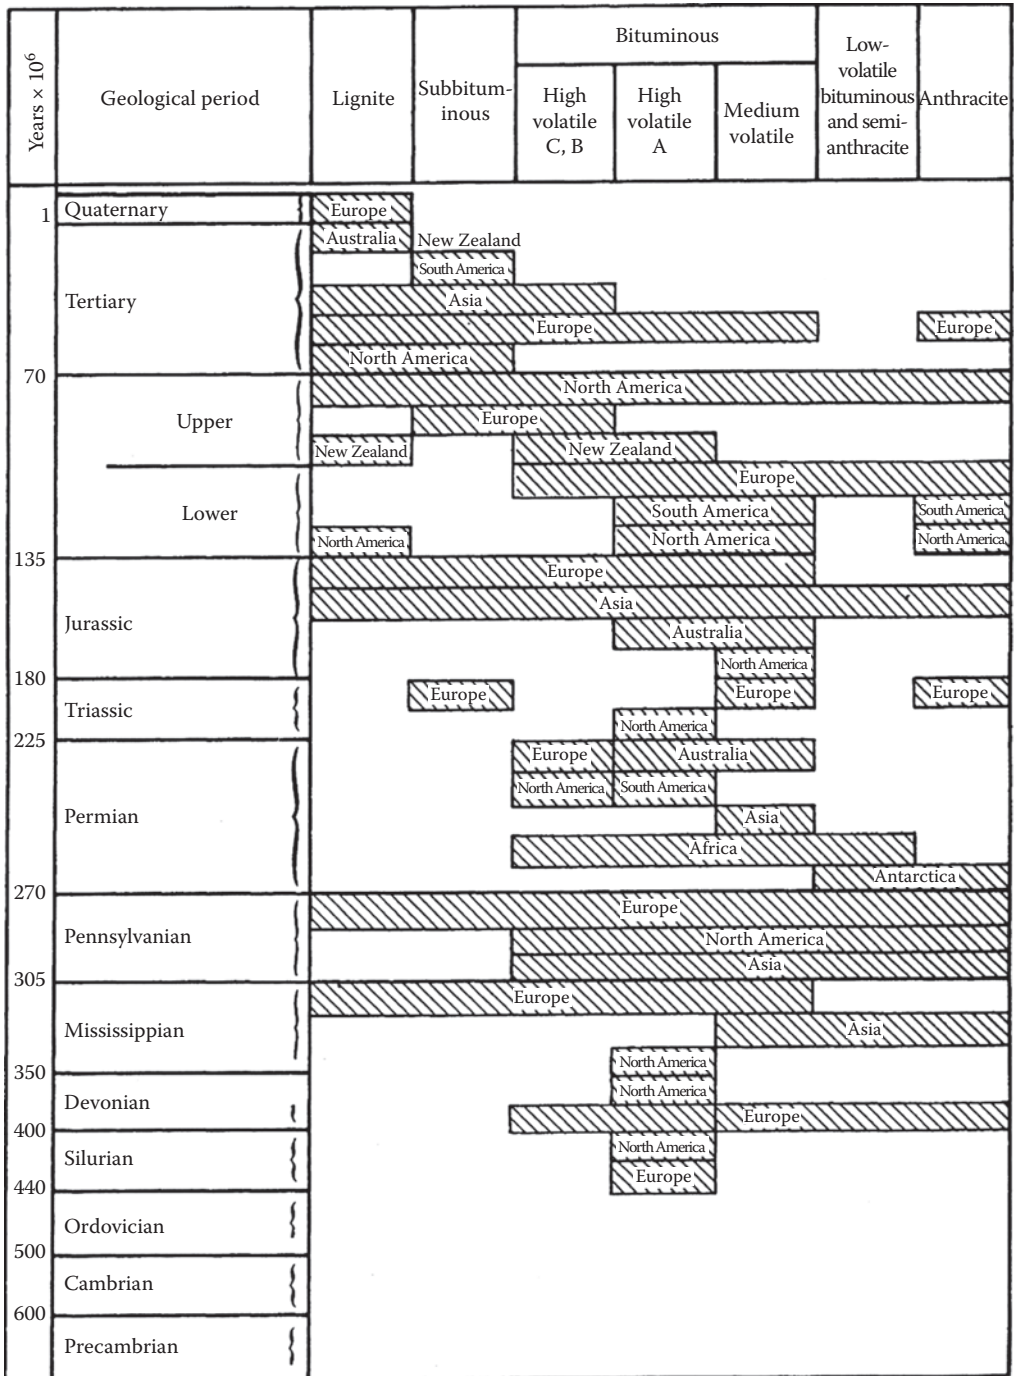 Years × 10⁶
Geological period
Lignite
Subbitum-
inous
Bituminous
High
volatile
C, B
High
volatile
A
Medium
volatile
Low-
volatile
bituminous
and semi-
anthracite
Anthracite
1
Quaternary
Europe
Australia
New Zealand
South America
Tertiary
Asia
Europe
Europe
North America
70
North America
Upper
Europe
New Zealand
New Zealand
Europe
Lower
South America
South America
North America
North America
North America
135
Europe
Asia
Jurassic
Australia
North America
180
Triassic
Europe
Europe
Europe
North America
225
Europe
Australia
North America
South America
Permian
Asia
Africa
Antarctica
270
Europe
Pennsylvanian
North America
Asia
305
Europe
Mississippian
Asia
North America
350
North America
Devonian
Europe
400
North America
Silurian
Europe
440
Ordovician
500
Cambrian
600
Precambrian